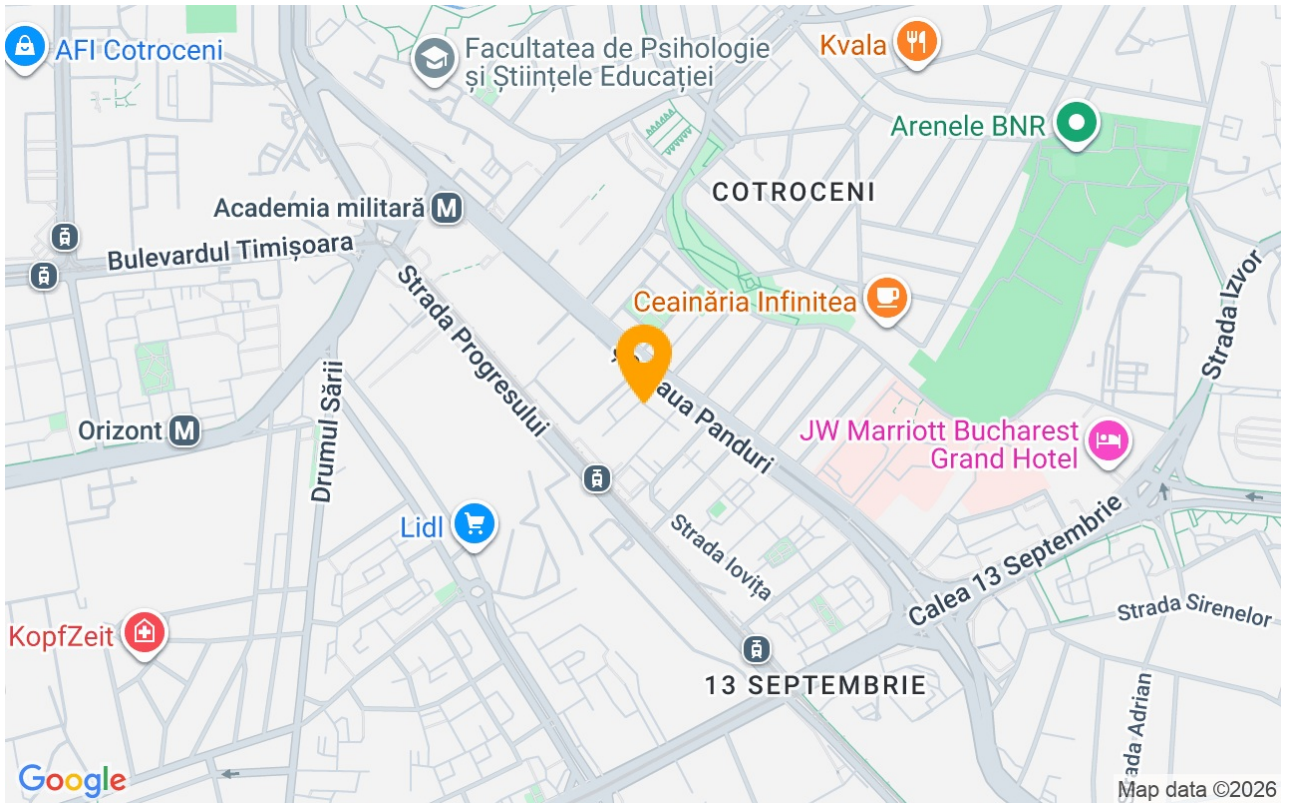 AFI Cotroceni
Facultatea de Psihologie
și Științele Educației
Kvala
Arenele BNR
COTROCENI
Academia militară M
Bulevardul Timișoara
Strada Izvor
Ceainăria Infinitea
Strada Progresului
aua Panduri
Drumul Sării
Orizont M
JW Marriott Bucharest
Grand Hotel
Lidl
Strada Iovița
Calea 13 Septembrie
Strada Sirenelor
KopfZeit
13 SEPTEMBRIE
ada Adrian
Google
Map data ©2026